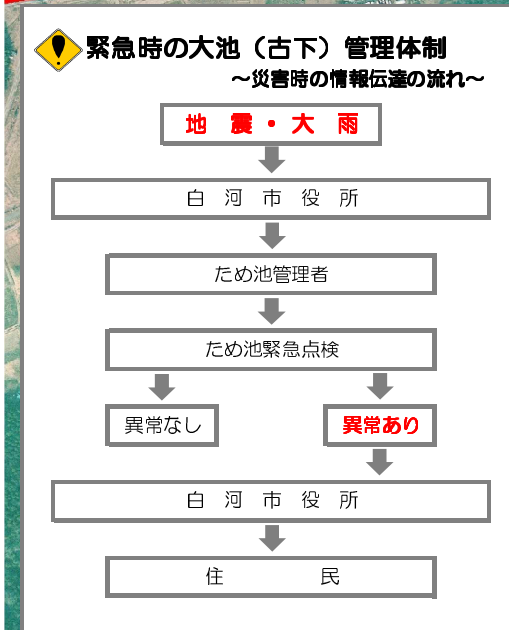 緊急時の大池（古下）管理体制
～災害時の情報伝達の流れ～
地 震・大 雨
白 河 市 役 所
ため池管理者
ため池緊急点検
異常なし
異常あり
白 河 市 役 所
住 民